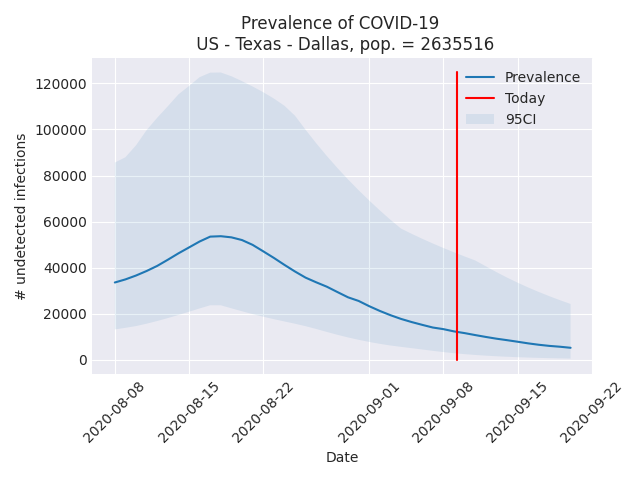 Prevalence of COVID-19
US - Texas - Dallas, pop. = 2635516
# undetected infections
120000
100000
80000
60000
40000
20000
0
Prevalence
Today
95CI
2020-08-08
2020-08-15
2020-08-22
2020-09-01
2020-09-08
2020-09-15
2020-09-22
Date